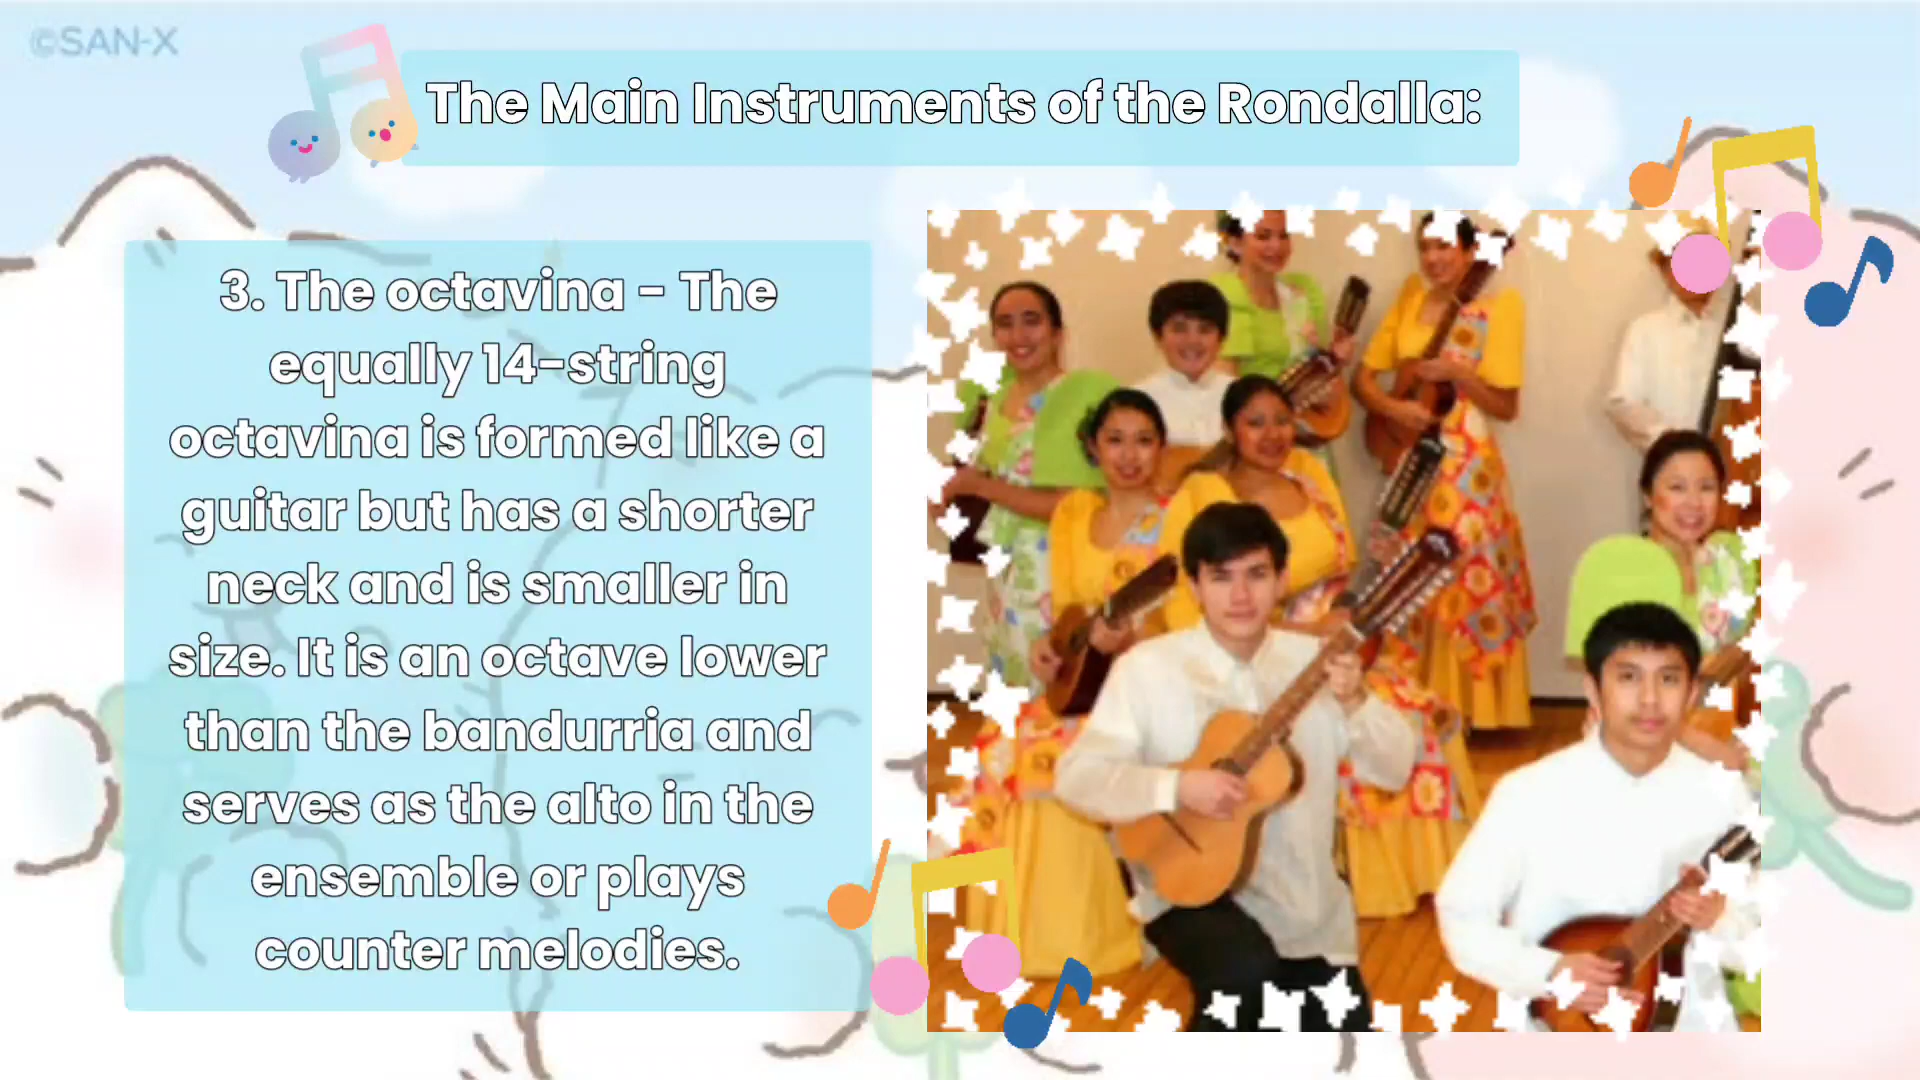 ©SAN-X
The Main Instruments of the Rondalla:
3. The octavina - The
equally 14-string
octavina is formed like a
guitar but has a shorter
neck and is smaller in
size. It is an octave lower
than the bandurria and
serves as the alto in the
ensemble or plays
counter melodies.